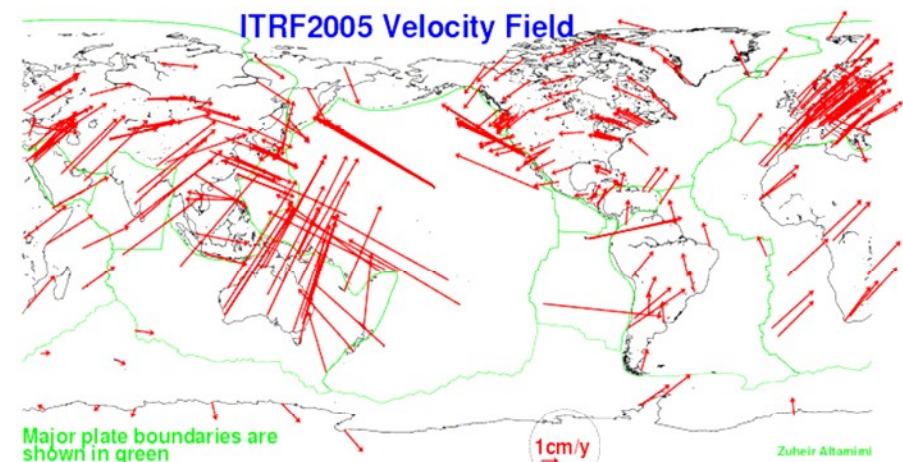 ITRF2005 Velocity Field
Major plate boundaries are
shown in green
1cm/y
Zuheir Altamimi